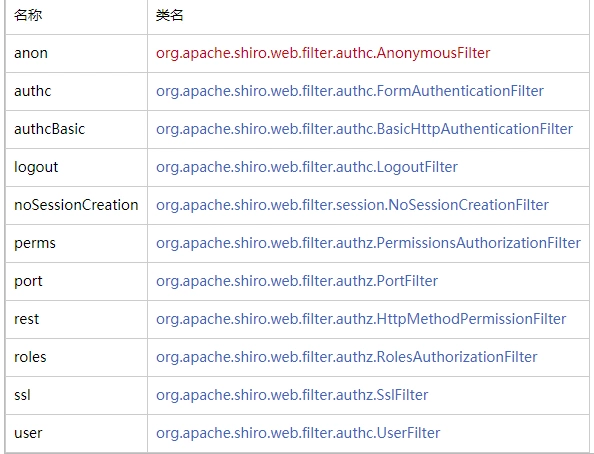 名称 类名
anon org.apache.shiro.web.filter.authc.AnonymousFilter
authc org.apache.shiro.web.filter.authc.FormAuthenticationFilter
authcBasic org.apache.shiro.web.filter.authc.BasicHttpAuthenticationFilter
logout org.apache.shiro.web.filter.authc.LogoutFilter
noSessionCreation org.apache.shiro.web.filter.session.NoSessionCreationFilter
perms org.apache.shiro.web.filter.authz.PermissionsAuthorizationFilter
port org.apache.shiro.web.filter.authz.PortFilter
rest org.apache.shiro.web.filter.authz.HttpMethodPermissionFilter
roles org.apache.shiro.web.filter.authz.RolesAuthorizationFilter
ssl org.apache.shiro.web.filter.authz.SslFilter
user org.apache.shiro.web.filter.authc.UserFilter